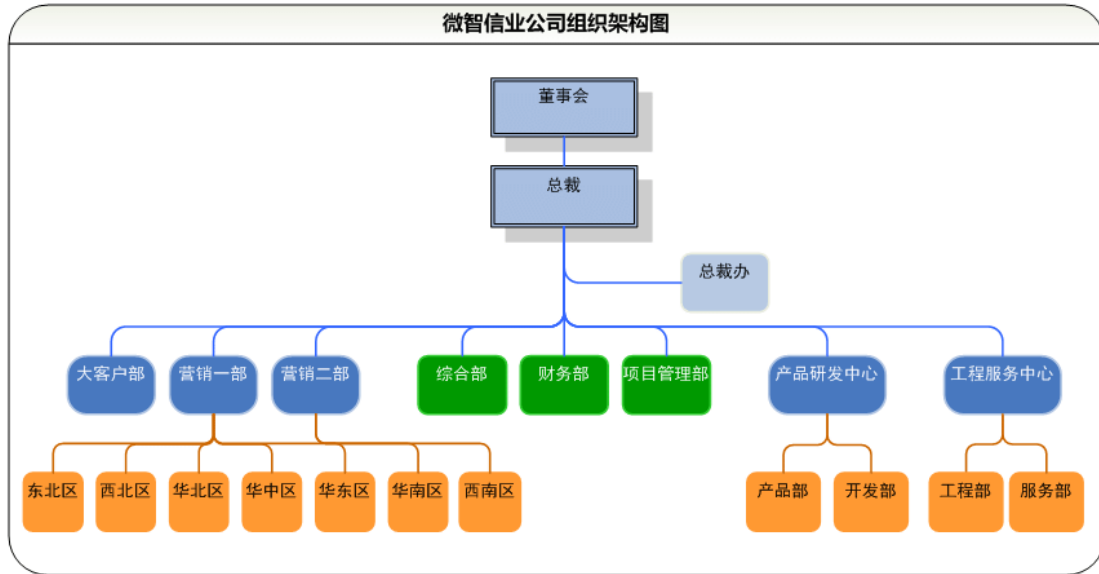 微智信业公司组织架构图
董事会
总裁
总裁办
大客户部 营销一部 营销二部 综合部 财务部 项目管理部 产品研发中心 工程服务中心
东北区 西北区 华北区 华中区 华东区 华南区 西南区 产品部 开发部 工程部 服务部